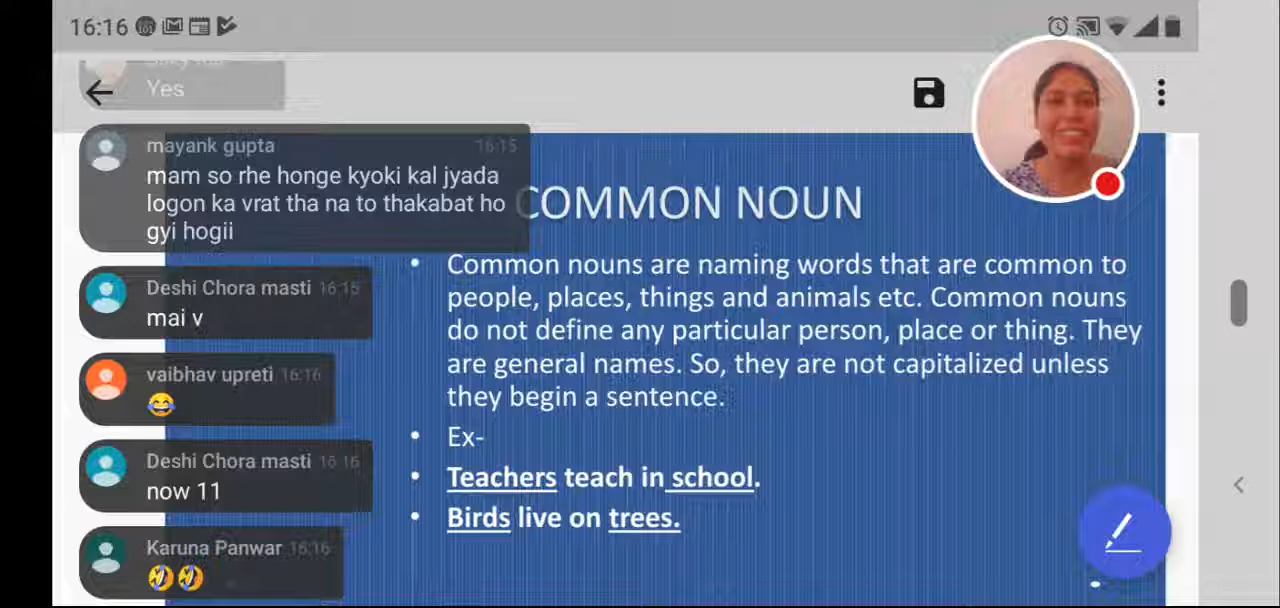 16:16
Yes
mayank gupta 16:15
mam so rhe honge kyoki kal jyada
logon ka vrat tha na to thakabat ho
gyi hogii
Deshi Chora masti 16:15
mai v
vaibhav upreti 16:16
😂
Deshi Chora masti 16:16
now 11
Karuna Panwar 16:16
🤣🤣
COMMON NOUN
• Common nouns are naming words that are common to
people, places, things and animals etc. Common nouns
do not define any particular person, place or thing. They
are general names. So, they are not capitalized unless
they begin a sentence.
• Ex-
• Teachers teach in school.
• Birds live on trees.